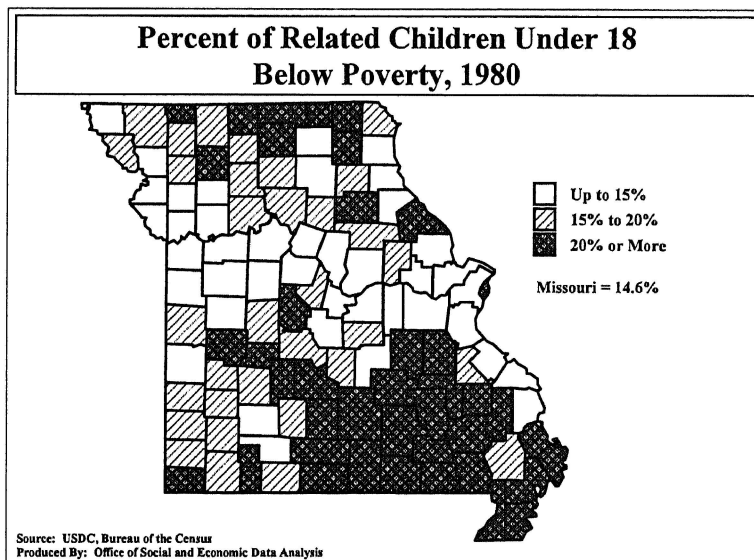 Percent of Related Children Under 18
Below Poverty, 1980
Up to 15%
15% to 20%
20% or More
Missouri = 14.6%
Source: USDC, Bureau of the Census
Produced By: Office of Social and Economic Data Analysis